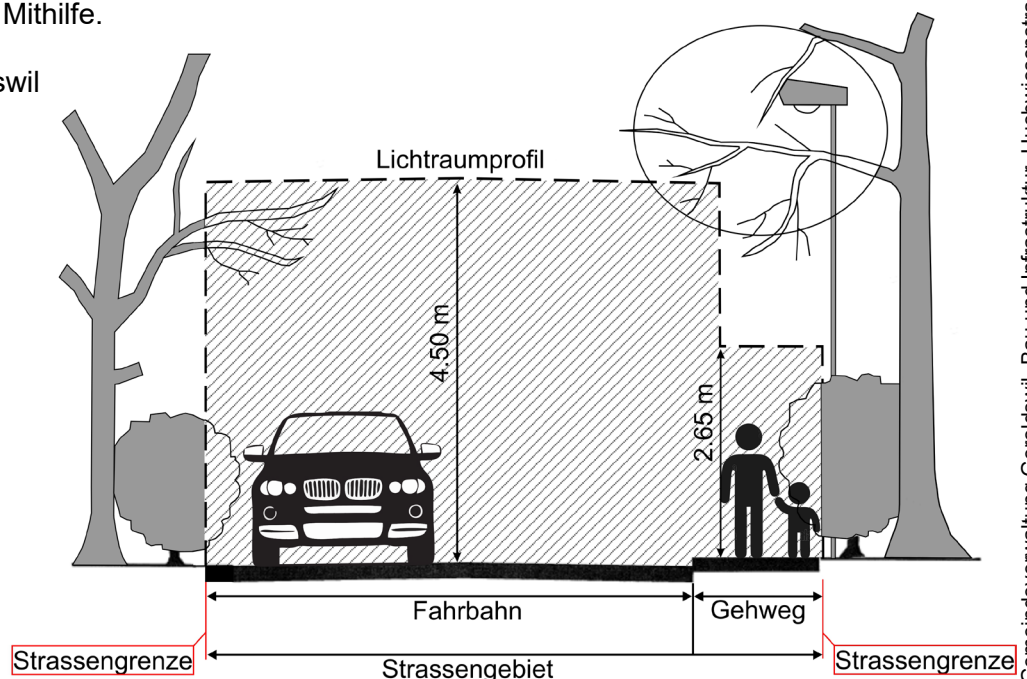 Mithilfe.
swil
Lichtraumprofil
4.50 m
2.65 m
Fahrbahn
Gehweg
Strassengrenze
Strassengrenze
Strassengebiet